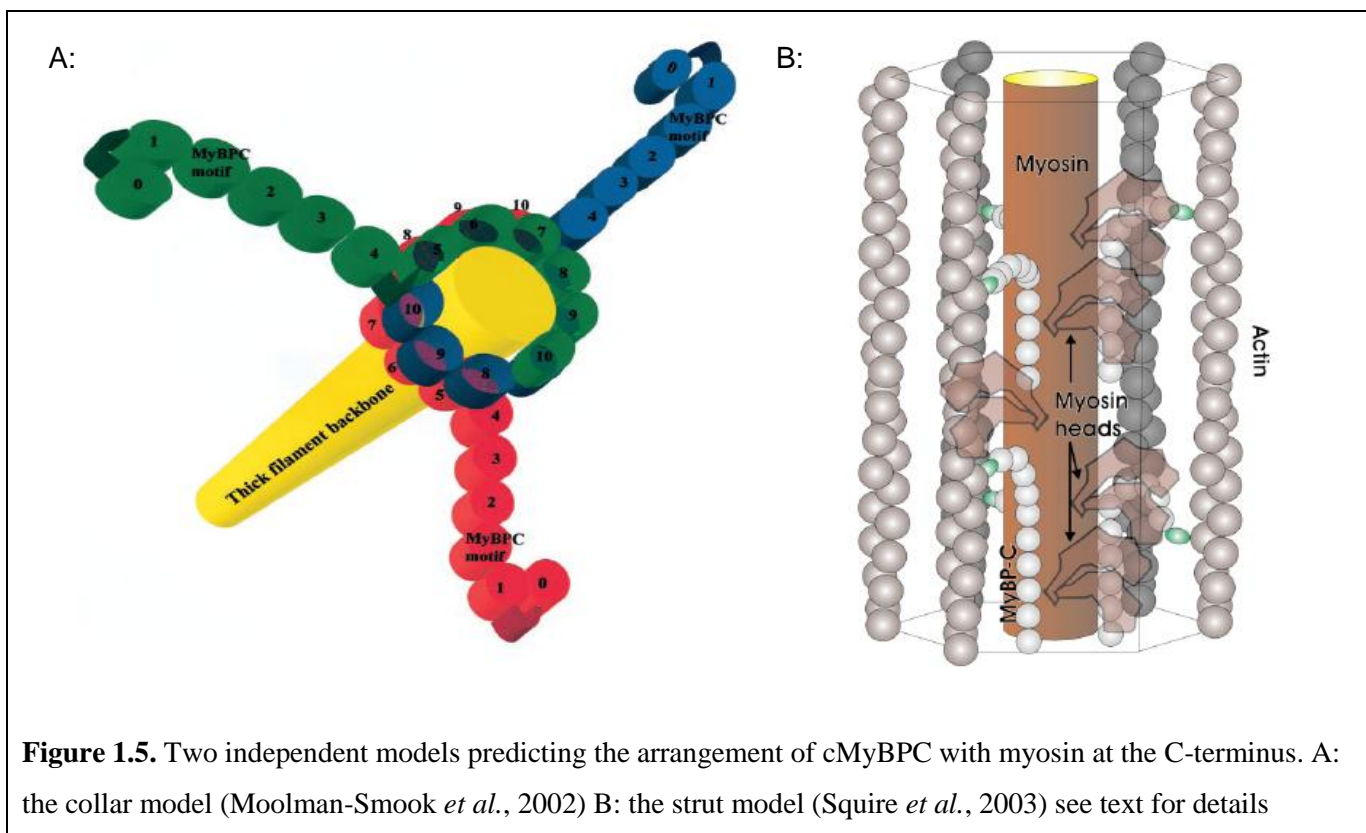 A:
B:
0
1
MyBPC
motif
2
3
4
1
0
MyBPC
motif
2
3
4
5
8
9
6
10
7
8
9
10
10
9
8
7
6
5
4
3
2
MyBPC
motif
1
0
Thick filament backbone
Myosin
Myosin
heads
MyBP-C
Actin
Figure 1.5. Two independent models predicting the arrangement of cMyBPC with myosin at the C-terminus. A:
the collar model (Moolman-Smook et al., 2002) B: the strut model (Squire et al., 2003) see text for details